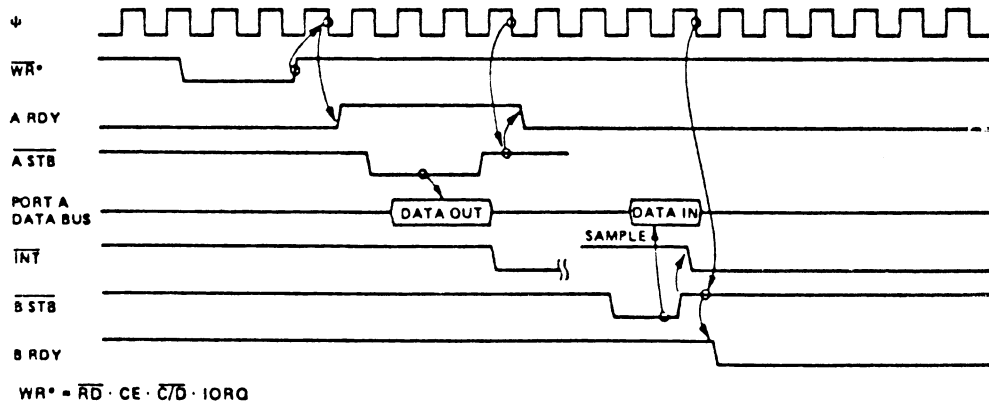 ψ
WR*
A RDY
A STB
PORT A
DATA BUS
DATA OUT
DATA IN
SAMPLE
INT
B STB
B RDY
WR* = RD · CE · C/D · IORQ